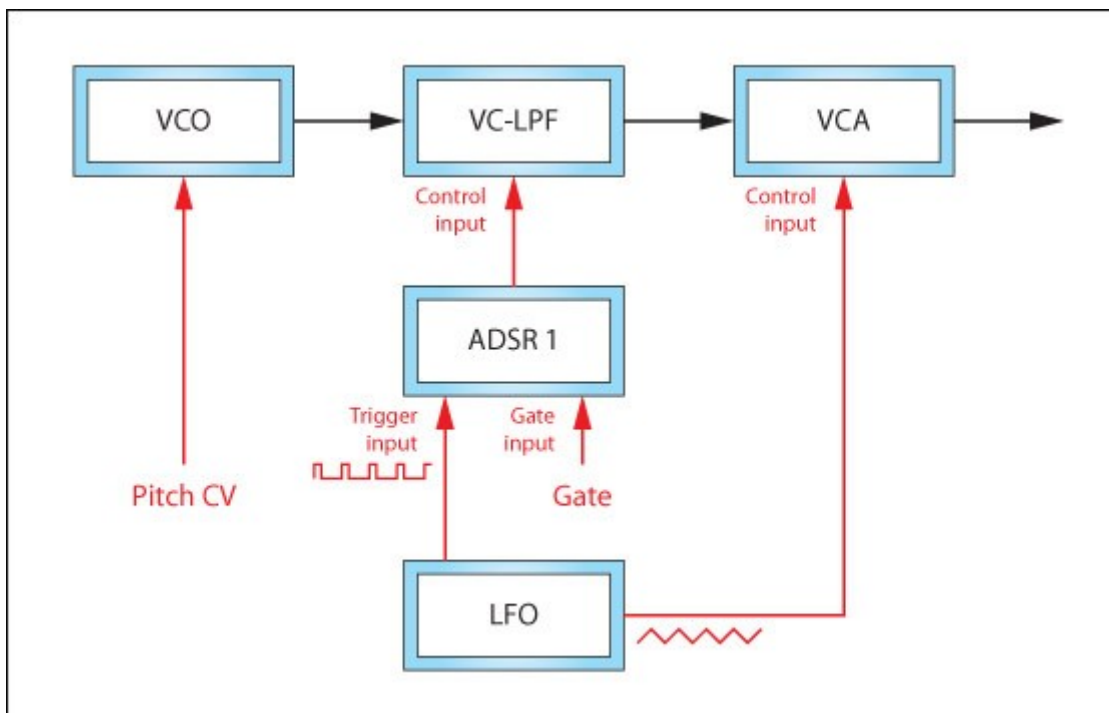 VCO
VC-LPF
VCA
Control
input
Control
input
ADSR 1
Trigger
input
Gate
input
Pitch CV
Gate
LFO